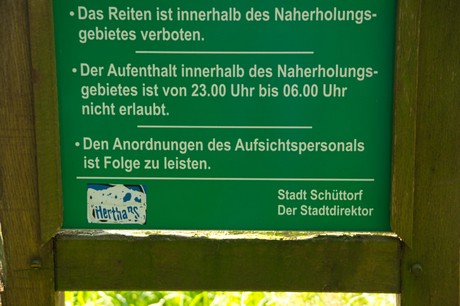 • Das Reiten ist innerhalb des Naherholungs-
gebietes verboten.
• Der Aufenthalt innerhalb des Naherholungs-
gebietes ist von 23.00 Uhr bis 06.00 Uhr
nicht erlaubt.
• Den Anordnungen des Aufsichtspersonals
ist Folge zu leisten.
Stadt Schüttorf
Der Stadtdirektor
Hertha